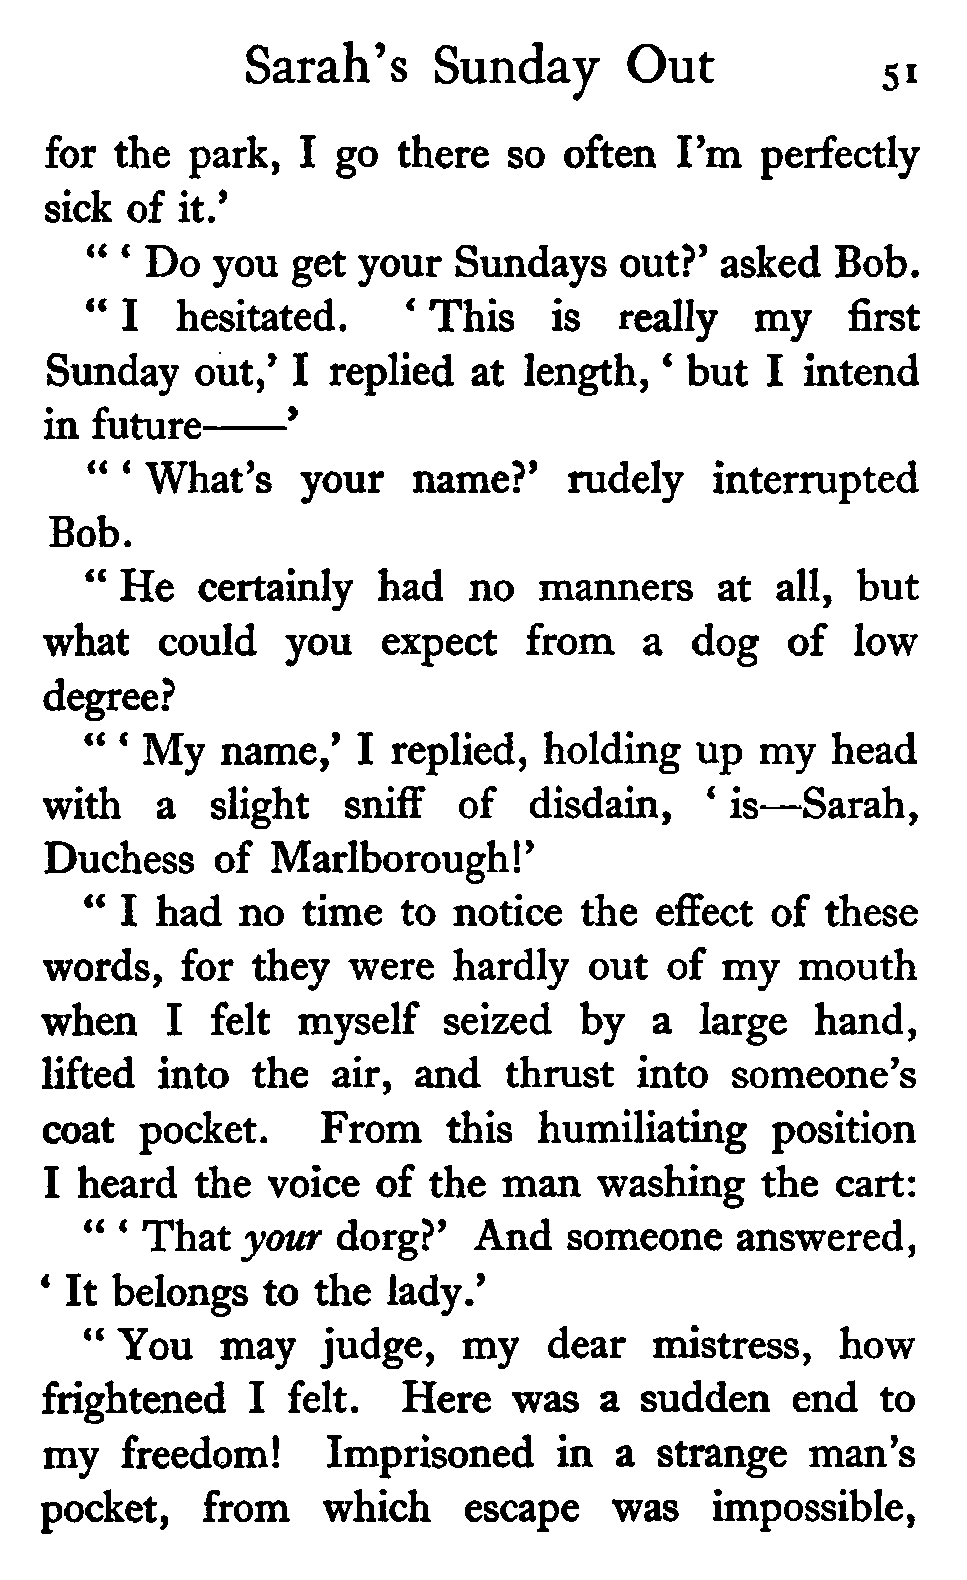 Sarah's Sunday Out 51
for the park, I go there so often I'm perfectly
sick of it.'
“ ‘ Do you get your Sundays out?’ asked Bob.
“ I hesitated. ‘ This is really my first
Sunday out,’ I replied at length, ‘ but I intend
in future——’
“ ‘ What's your name?’ rudely interrupted
Bob.
“ He certainly had no manners at all, but
what could you expect from a dog of low
degree?
“ ‘ My name,’ I replied, holding up my head
with a slight sniff of disdain, ‘ is—Sarah,
Duchess of Marlborough!’
“ I had no time to notice the effect of these
words, for they were hardly out of my mouth
when I felt myself seized by a large hand,
lifted into the air, and thrust into someone's
coat pocket. From this humiliating position
I heard the voice of the man washing the cart:
“ ‘ That your dorg?’ And someone answered,
‘ It belongs to the lady.’
“ You may judge, my dear mistress, how
frightened I felt. Here was a sudden end to
my freedom! Imprisoned in a strange man's
pocket, from which escape was impossible,